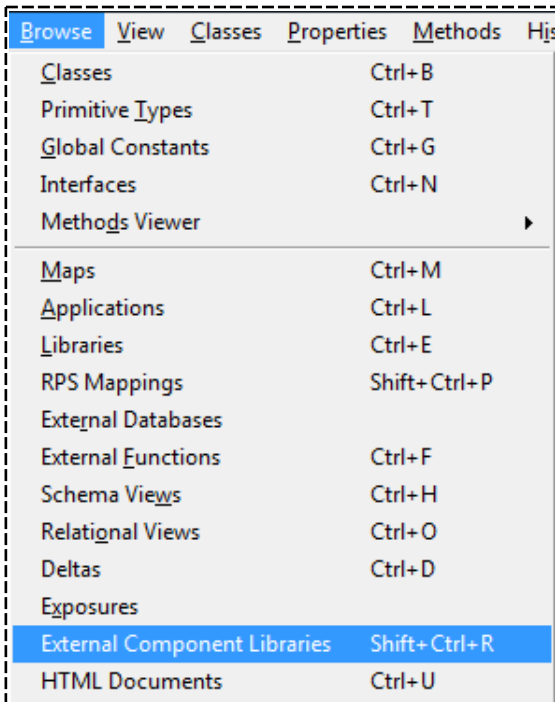 Browse View Classes Properties Methods His
Classes Ctrl+B
Primitive Types Ctrl+T
Global Constants Ctrl+G
Interfaces Ctrl+N
Methods Viewer
Maps Ctrl+M
Applications Ctrl+L
Libraries Ctrl+E
RPS Mappings Shift+Ctrl+P
External Databases
External Functions Ctrl+F
Schema Views Ctrl+H
Relational Views Ctrl+O
Deltas Ctrl+D
Exposures
External Component Libraries Shift+Ctrl+R
HTML Documents Ctrl+U